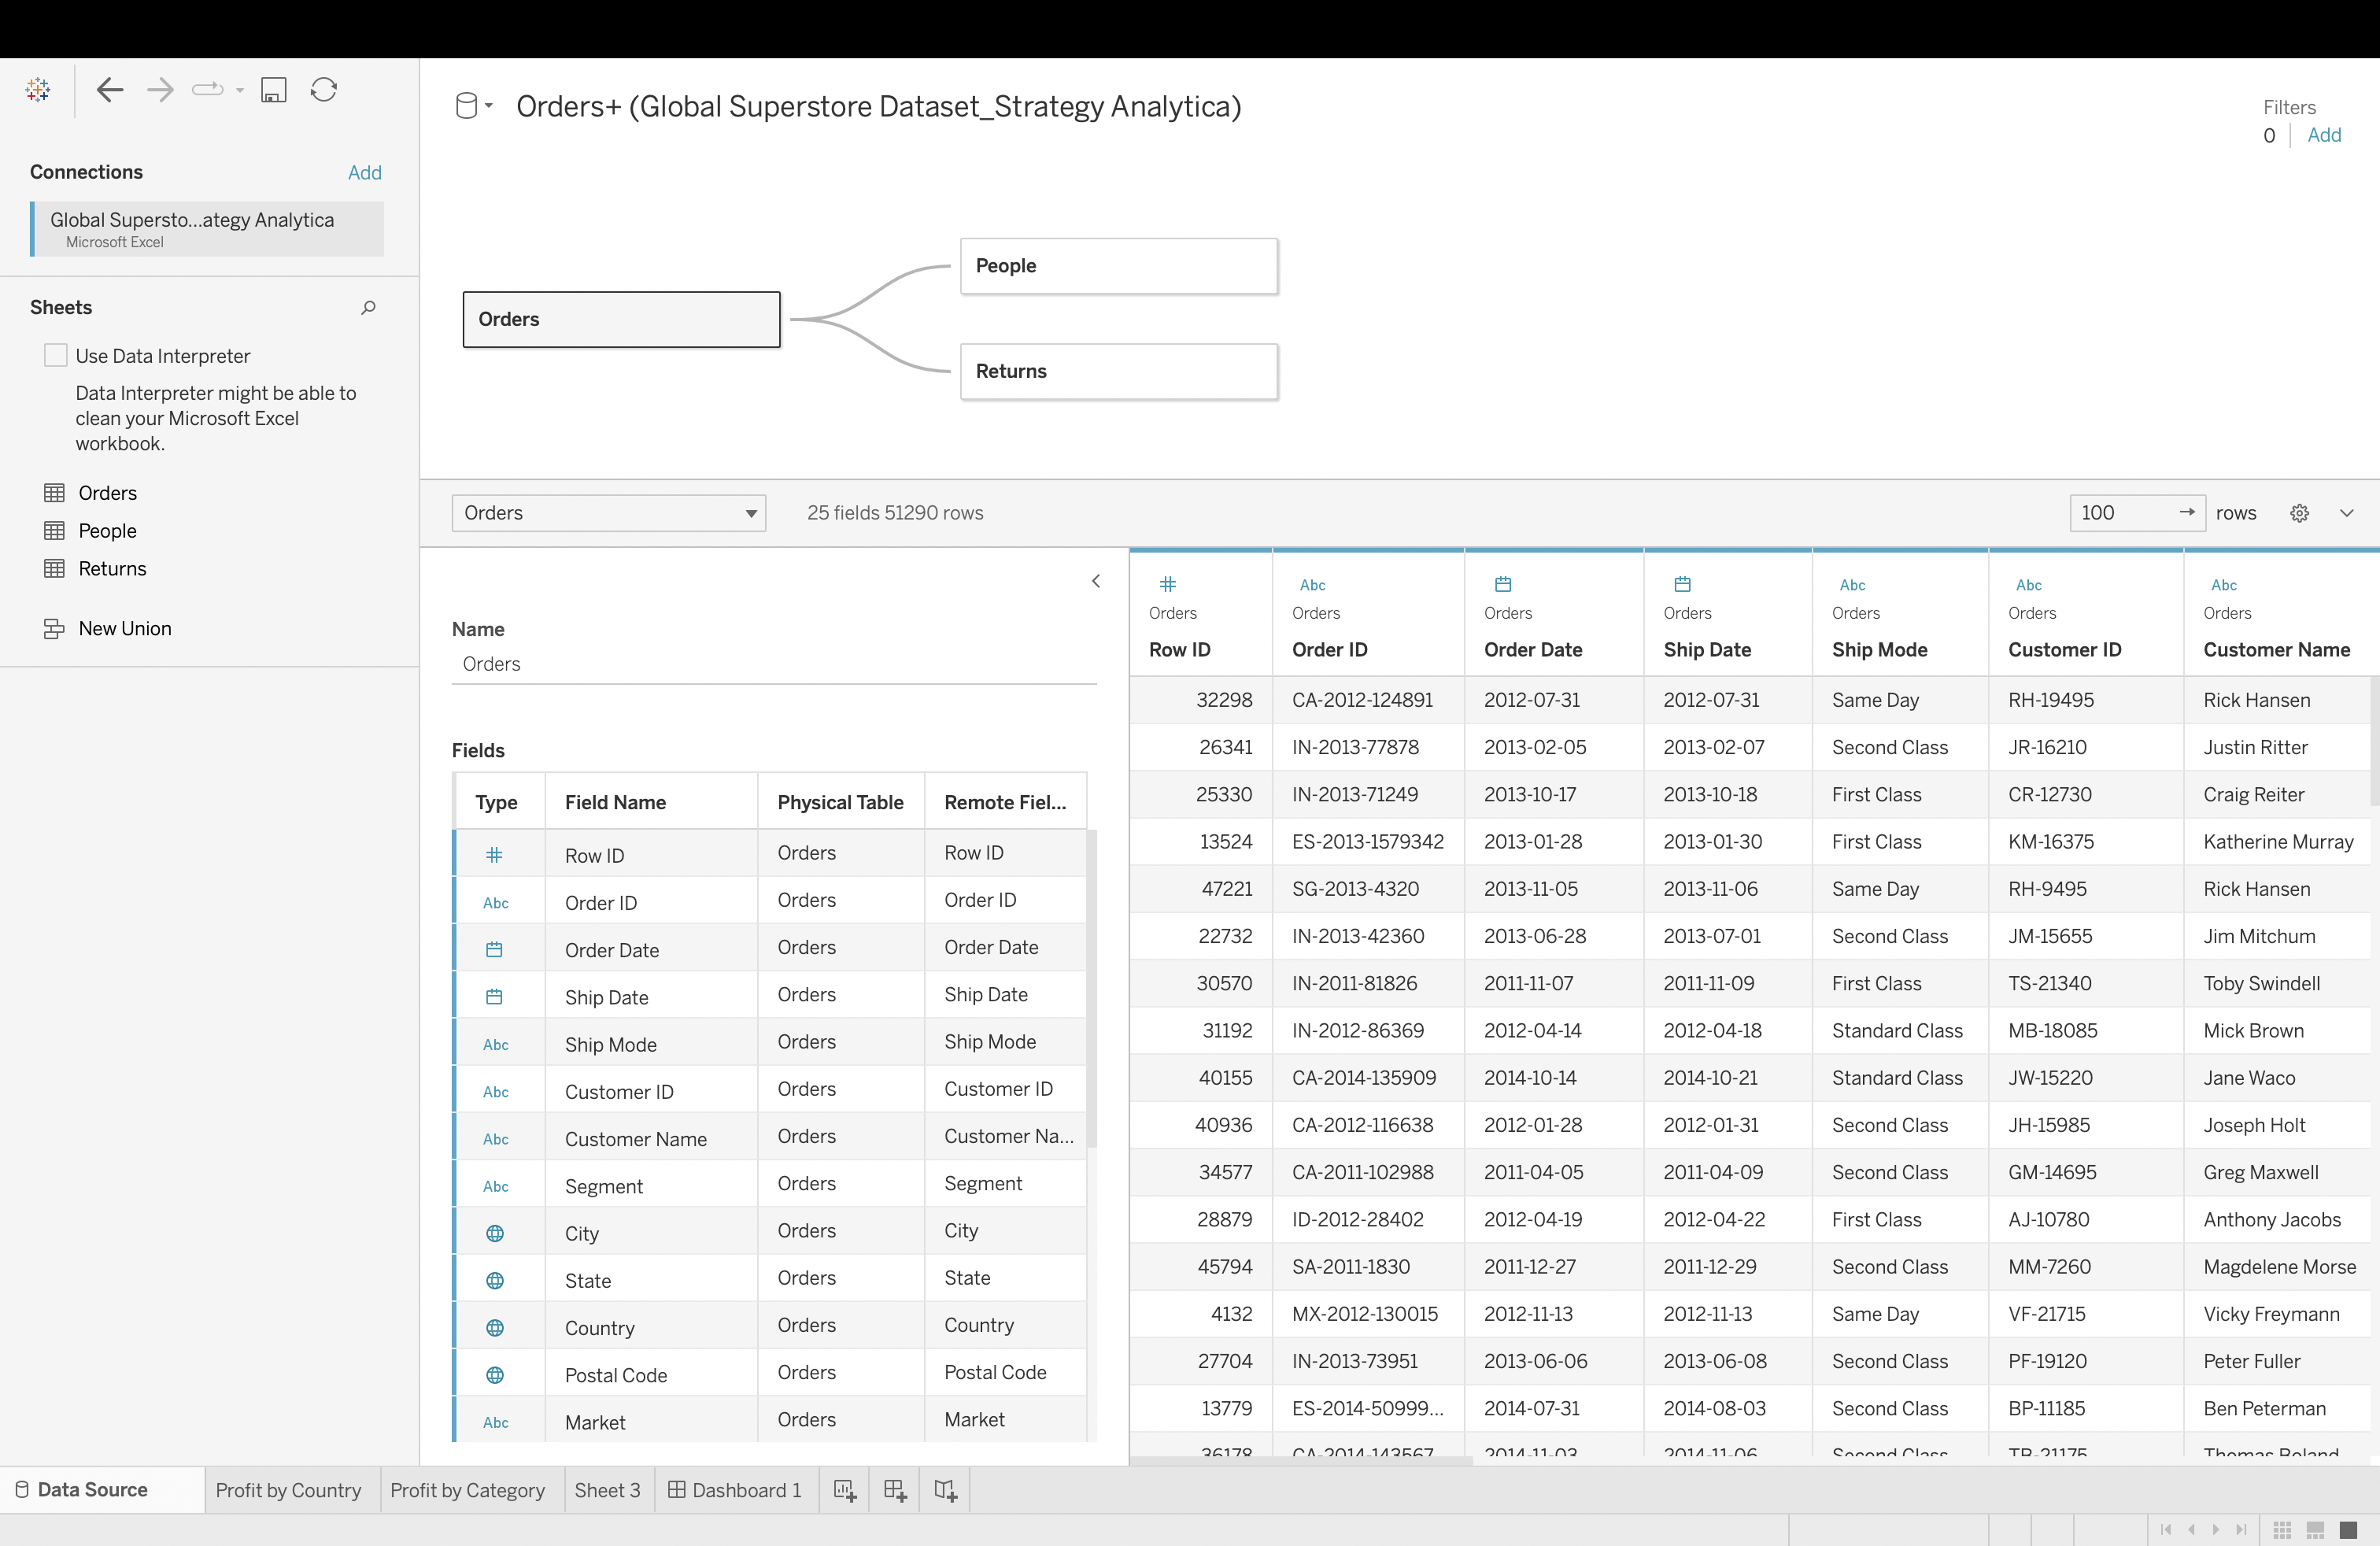 Orders+ (Global Superstore Dataset_Strategy Analytica)
Filters
0 Add
Connections Add
Global Supersto...ategy Analytica
Microsoft Excel
Sheets
Use Data Interpreter
Data Interpreter might be able to
clean your Microsoft Excel
workbook.
Orders
People
Returns
New Union
Orders
People
Returns
Orders 25 fields 51290 rows 100 rows
Name
Orders
Fields
Type Field Name Physical Table Remote Fiel...
# Row ID Orders Row ID
Abc Order ID Orders Order ID
Order Date Orders Order Date
Ship Date Orders Ship Date
Abc Ship Mode Orders Ship Mode
Abc Customer ID Orders Customer ID
Abc Customer Name Orders Customer Na...
Abc Segment Orders Segment
City Orders City
State Orders State
Country Orders Country
Postal Code Orders Postal Code
Abc Market Orders Market
# Abc Abc Abc Abc
Orders Orders Orders Orders Orders Orders Orders
Row ID Order ID Order Date Ship Date Ship Mode Customer ID Customer Name
32298 CA-2012-124891 2012-07-31 2012-07-31 Same Day RH-19495 Rick Hansen
26341 IN-2013-77878 2013-02-05 2013-02-07 Second Class JR-16210 Justin Ritter
25330 IN-2013-71249 2013-10-17 2013-10-18 First Class CR-12730 Craig Reiter
13524 ES-2013-1579342 2013-01-28 2013-01-30 First Class KM-16375 Katherine Murray
47221 SG-2013-4320 2013-11-05 2013-11-06 Same Day RH-9495 Rick Hansen
22732 IN-2013-42360 2013-06-28 2013-07-01 Second Class JM-15655 Jim Mitchum
30570 IN-2011-81826 2011-11-07 2011-11-09 First Class TS-21340 Toby Swindell
31192 IN-2012-86369 2012-04-14 2012-04-18 Standard Class MB-18085 Mick Brown
40155 CA-2014-135909 2014-10-14 2014-10-21 Standard Class JW-15220 Jane Waco
40936 CA-2012-116638 2012-01-28 2012-01-31 Second Class JH-15985 Joseph Holt
34577 CA-2011-102988 2011-04-05 2011-04-09 Second Class GM-14695 Greg Maxwell
28879 ID-2012-28402 2012-04-19 2012-04-22 First Class AJ-10780 Anthony Jacobs
45794 SA-2011-1830 2011-12-27 2011-12-29 Second Class MM-7260 Magdelene Morse
4132 MX-2012-130015 2012-11-13 2012-11-13 Same Day VF-21715 Vicky Freymann
27704 IN-2013-73951 2013-06-06 2013-06-08 Second Class PF-19120 Peter Fuller
13779 ES-2014-50999... 2014-07-31 2014-08-03 Second Class BP-11185 Ben Peterman
36178 CA-2014-143567 2014-11-03 2014-11-06 Second Class TB-21175 Thomas Boland
Data Source Profit by Country Profit by Category Sheet 3 Dashboard 1